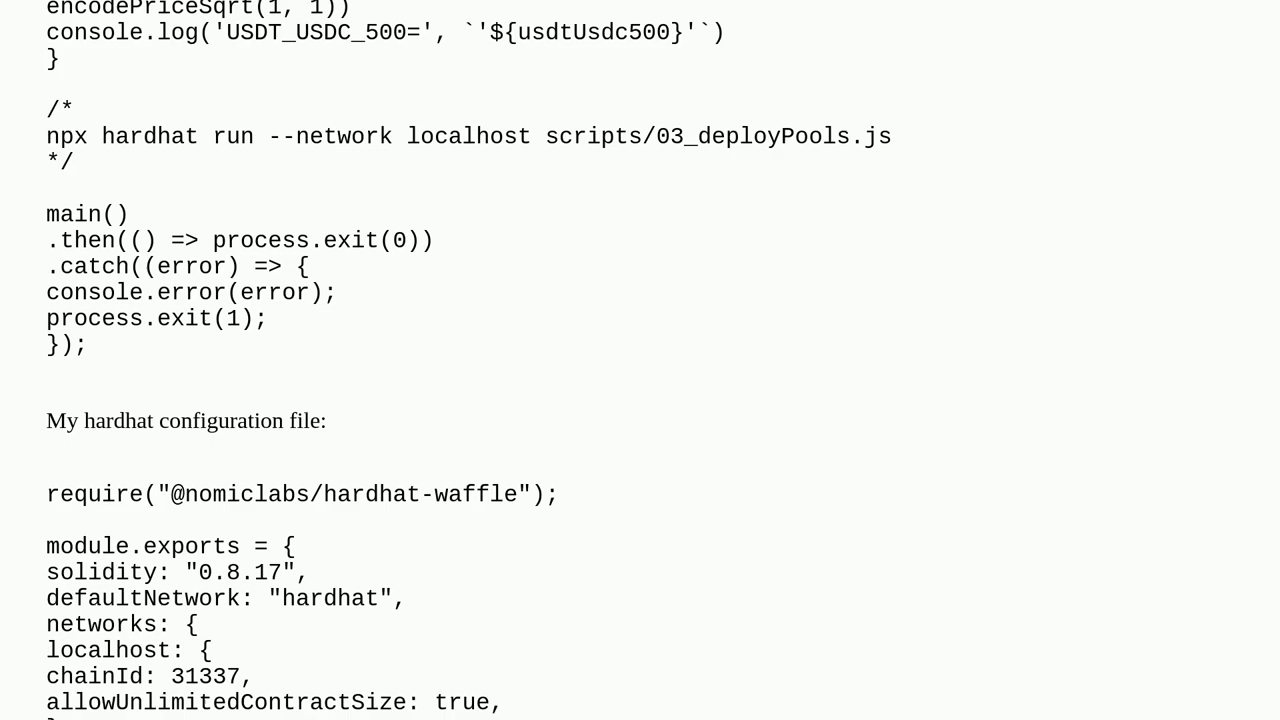 encodePriceSqrt(1, 1))
console.log('USDT_USDC_500=', `'${usdtUsdc500}'`)
}
/*
npx hardhat run --network localhost scripts/03_deployPools.js
*/
main()
.then(() => process.exit(0))
.catch((error) => {
console.error(error);
process.exit(1);
});
My hardhat configuration file:
require("@nomiclabs/hardhat-waffle");
module.exports = {
solidity: "0.8.17",
defaultNetwork: "hardhat",
networks: {
localhost: {
chainId: 31337,
allowUnlimitedContractSize: true,
}